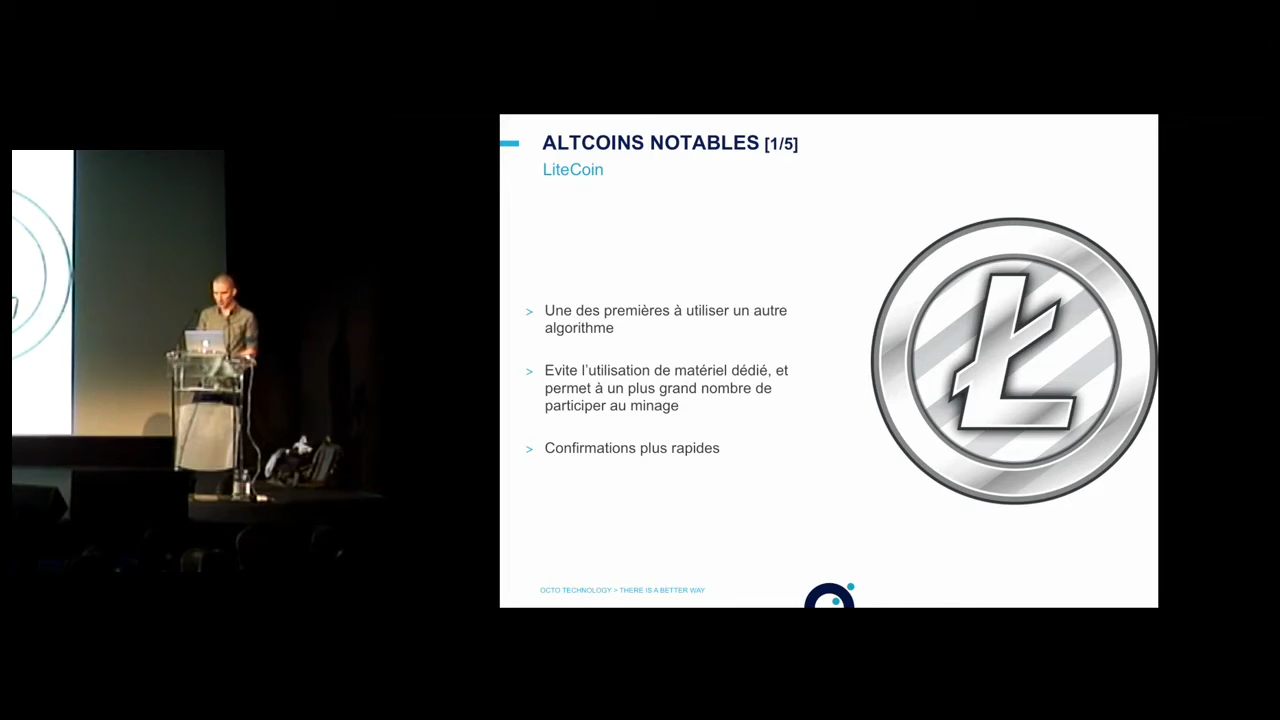 ALTCOINS NOTABLES [1/5]
LiteCoin
> Une des premières à utiliser un autre
algorithme
> Evite l’utilisation de matériel dédié, et
permet à un plus grand nombre de
participer au minage
> Confirmations plus rapides
OCTO TECHNOLOGY > THERE IS A BETTER WAY
Ł